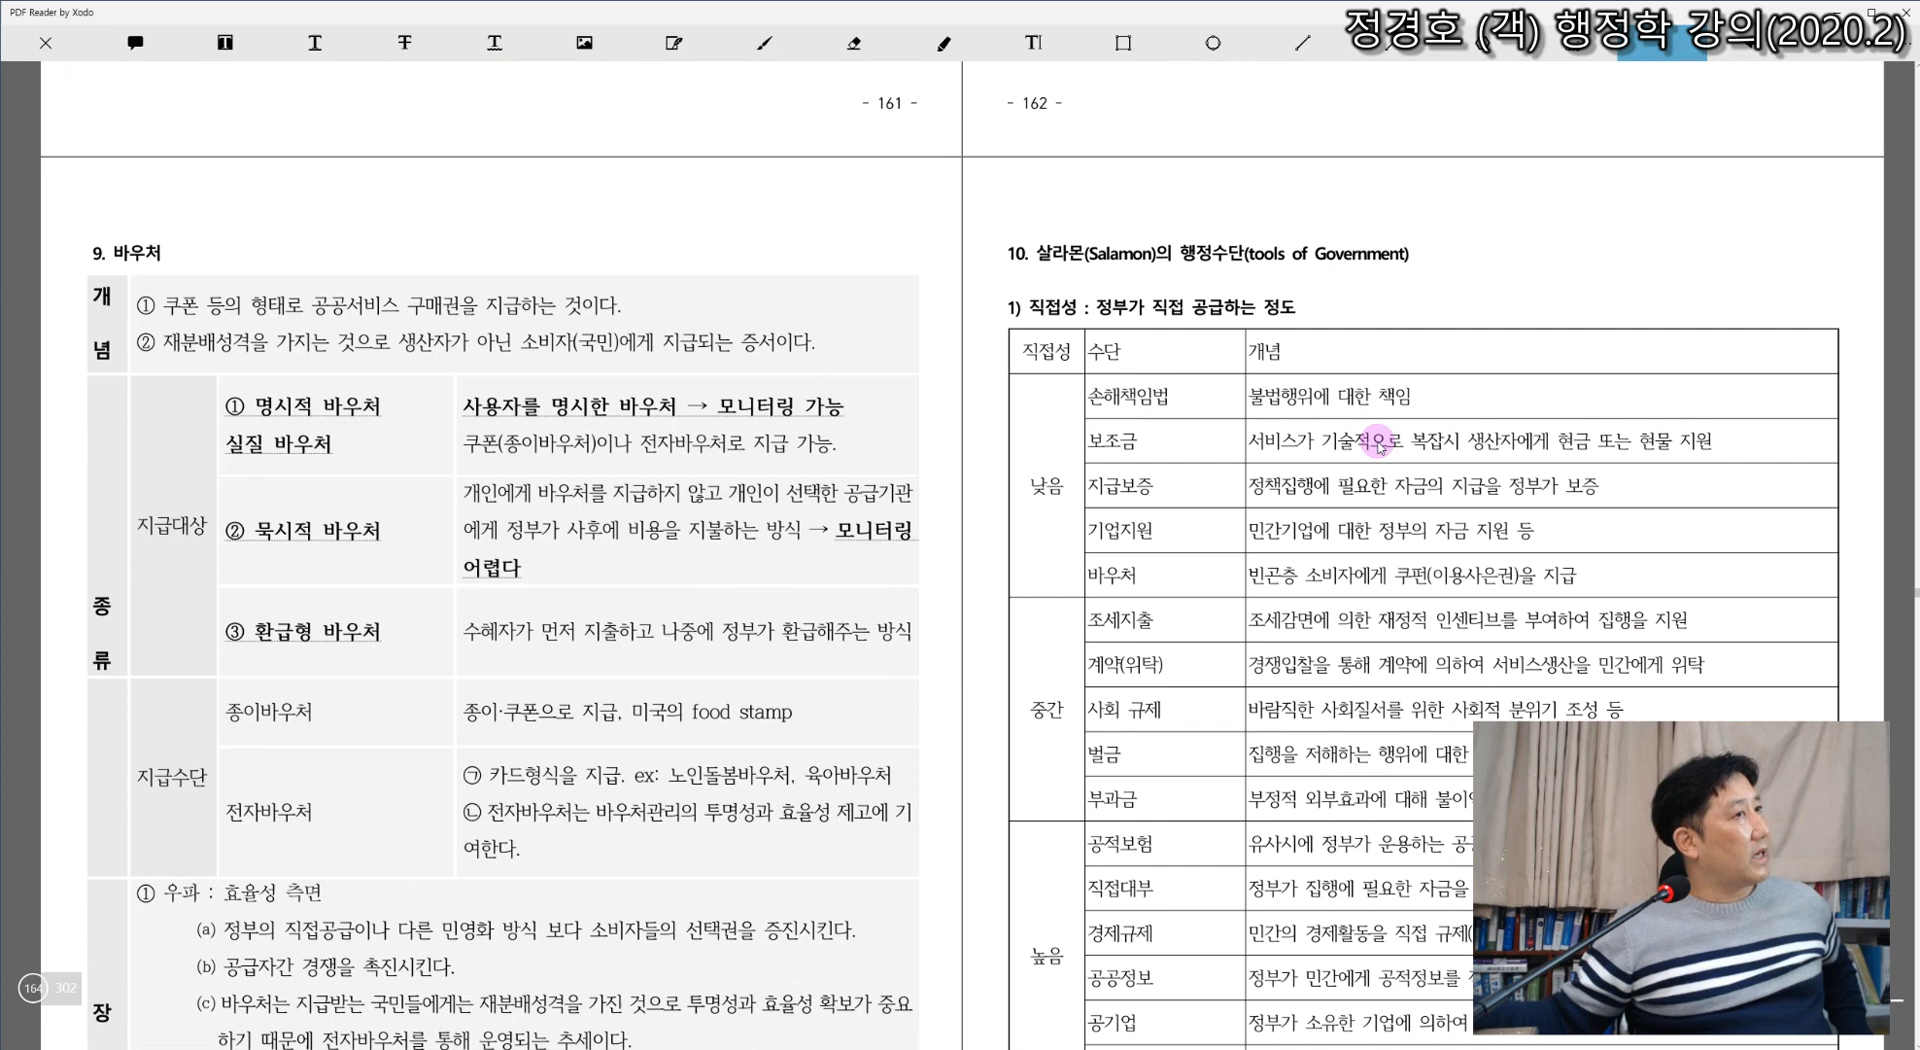 PDF Reader by Xodo
정경호 (객) 행정학 강의(2020.2)
- 161 -
9. 바우처
개념
① 쿠폰 등의 형태로 공공서비스 구매권을 지급하는 것이다.
② 재분배성격을 가지는 것으로 생산자가 아닌 소비자(국민)에게 지급되는 증서이다.
종류
지급대상
① 명시적 바우처
실질 바우처
사용자를 명시한 바우처 → 모니터링 가능
쿠폰(종이바우처)이나 전자바우처로 지급 가능.
② 묵시적 바우처
개인에게 바우처를 지급하지 않고 개인이 선택한 공급기관
에게 정부가 사후에 비용을 지불하는 방식 → 모니터링
어렵다
③ 환급형 바우처
수혜자가 먼저 지출하고 나중에 정부가 환급해주는 방식
지급수단
종이바우처
종이·쿠폰으로 지급, 미국의 food stamp
전자바우처
㉠ 카드형식을 지급. ex: 노인돌봄바우처, 육아바우처
㉡ 전자바우처는 바우처관리의 투명성과 효율성 제고에 기
여한다.
장
① 우파 : 효율성 측면
(a) 정부의 직접공급이나 다른 민영화 방식 보다 소비자들의 선택권을 증진시킨다.
(b) 공급자간 경쟁을 촉진시킨다.
(c) 바우처는 지급받는 국민들에게는 재분배성격을 가진 것으로 투명성과 효율성 확보가 중요
하기 때문에 전자바우처를 통해 운영되는 추세이다.
164 302
- 162 -
10. 살라몬(Salamon)의 행정수단(tools of Government)
1) 직접성 : 정부가 직접 공급하는 정도
직접성 수단 개념
낮음
손해책임법 불법행위에 대한 책임
보조금 서비스가 기술적으로 복잡시 생산자에게 현금 또는 현물 지원
지급보증 정책집행에 필요한 자금의 지급을 정부가 보증
기업지원 민간기업에 대한 정부의 자금 지원 등
바우처 빈곤층 소비자에게 쿠펀(이용사은권)을 지급
중간
조세지출 조세감면에 의한 재정적 인센티브를 부여하여 집행을 지원
계약(위탁) 경쟁입찰을 통해 계약에 의하여 서비스생산을 민간에게 위탁
사회 규제 바람직한 사회질서를 위한 사회적 분위기 조성 등
벌금 집행을 저해하는 행위에 대한
부과금 부정적 외부효과에 대해 불이
높음
공적보험 유사시에 정부가 운용하는
직접대부 정부가 집행에 필요한 자금을
경제규제 민간의 경제활동을 직접 규제(
공공정보 정부가 민간에게 공적정보를
공기업 정부가 소유한 기업에 의하여